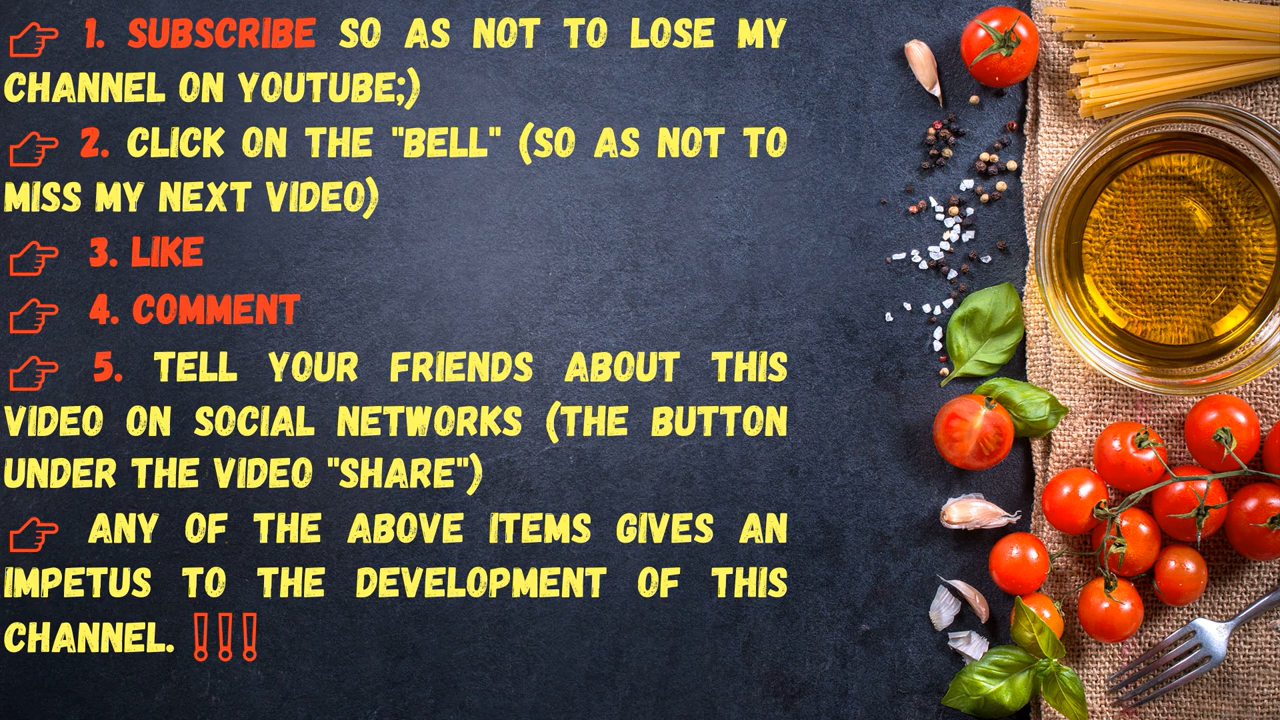 👉 1. SUBSCRIBE SO AS NOT TO LOSE MY
CHANNEL ON YOUTUBE;)
👉 2. CLICK ON THE "BELL" (SO AS NOT TO
MISS MY NEXT VIDEO)
👉 3. LIKE
👉 4. COMMENT
👉 5. TELL YOUR FRIENDS ABOUT THIS
VIDEO ON SOCIAL NETWORKS (THE BUTTON
UNDER THE VIDEO "SHARE")
👉 ANY OF THE ABOVE ITEMS GIVES AN
IMPETUS TO THE DEVELOPMENT OF THIS
CHANNEL. !!!